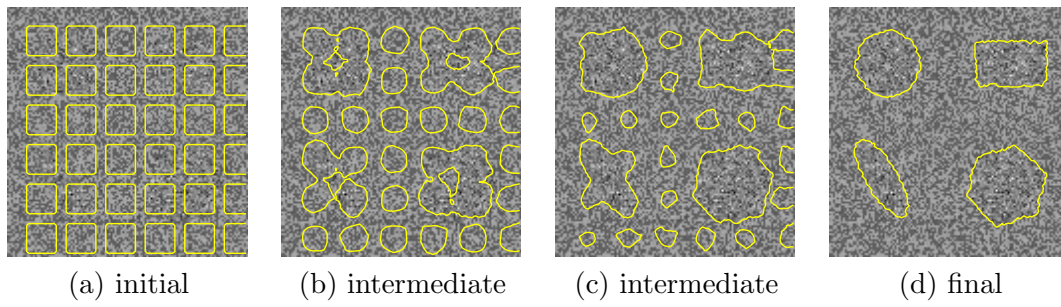 (a) initial
(b) intermediate
(c) intermediate
(d) final